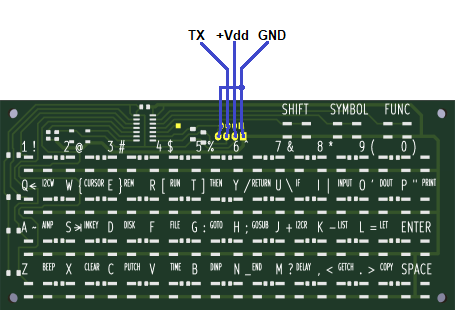 TX +Vdd GND
SHIFT SYMBOL FUNC
1 ! 2 @ 3 # 4 $ 5 % 6 ^ 7 & 8 * 9 ( 0 )
Q < I2CW W { CURSOR E } REM R [ RUN T ] THEN Y / RETURN U \ IF I | INPUT O ' DOUT P " PRINT
A ~ AINP S > INKEY D DISK F FILE G : GOTO H ; GOSUB J + I2CR K - LIST L = LET ENTER
Z BEEP X CLEAR C PUTCH V TIME B DINP N _ END M ? DELAY , < GETCH . > COPY SPACE